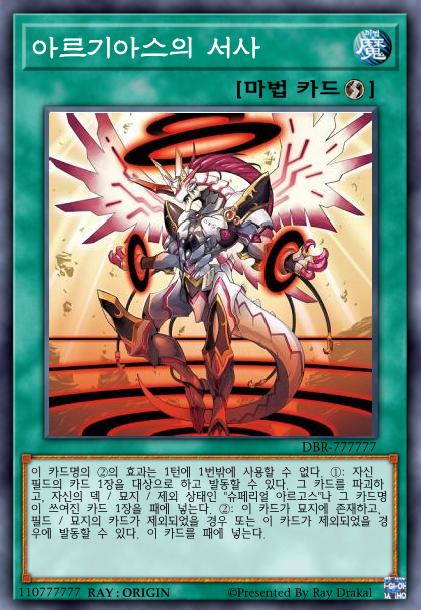 아르기아스의 서사
마법
魔
[마법 카드]
DBR-777777
이 카드명의 ②의 효과는 1턴에 1번밖에 사용할 수 없다. ①: 자신
필드의 카드 1장을 대상으로 하고 발동할 수 있다. 그 카드를 파괴하
고, 자신의 덱 / 묘지 / 제외 상태인 "슈페리얼 아르고스"나 그 카드명
이 쓰여진 카드 1장을 패에 넣는다. ②: 이 카드가 묘지에 존재하고,
필드 / 묘지의 카드가 제외되었을 경우 또는 이 카드가 제외되었을 경
우에 발동할 수 있다. 이 카드를 패에 넣는다.
110777777 RAY : ORIGIN ©Presented By Ray Drakal